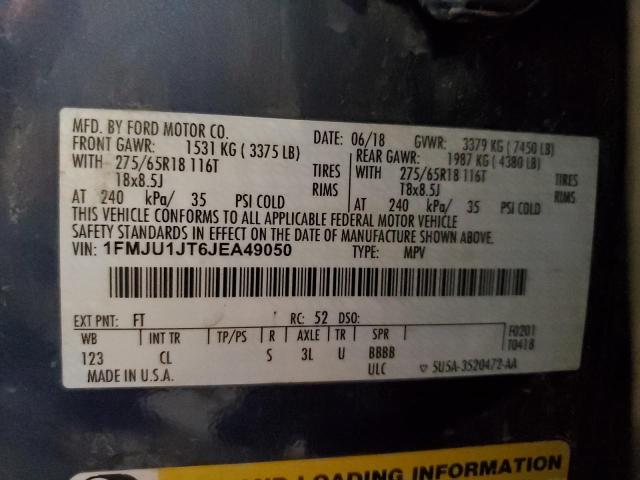 MFD. BY FORD MOTOR CO.
DATE: 06/18 GVWR: 3379 KG ( 7450 LB)
FRONT GAWR: 1531 KG ( 3375 LB) REAR GAWR: 1987 KG ( 4380 LB)
WITH 275/65R18 116T TIRES WITH 275/65R18 116T TIRES
18x8.5J RIMS 18x8.5J RIMS
AT 240 kPa/ 35 PSI COLD AT 240 kPa/ 35 PSI COLD
THIS VEHICLE CONFORMS TO ALL APPLICABLE FEDERAL MOTOR VEHICLE
SAFETY STANDARDS IN EFFECT ON THE DATE OF MANUFACTURE SHOWN ABOVE.
VIN: 1FMJU1JT6JEA49050 TYPE: MPV
EXT PNT: FT RC: 52 DSO:
WB INT TR TP/PS R AXLE TR SPR F0201
T0418
123 CL S 3L U BBBB
ULC
MADE IN U.S.A. 5U5A-3520472-AA
LOADING INFORMATION